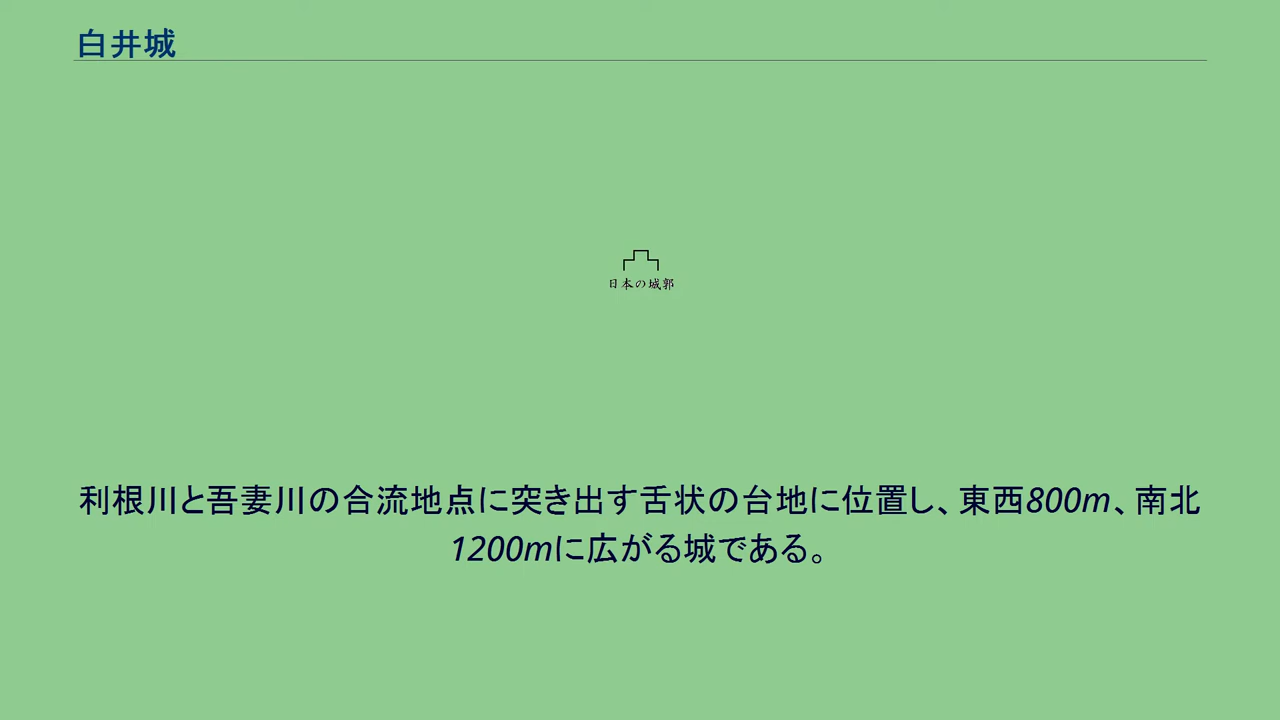 白井城
日本の城郭
利根川と吾妻川の合流地点に突き出す舌状の台地に位置し、東西800m、南北
1200mに広がる城である。